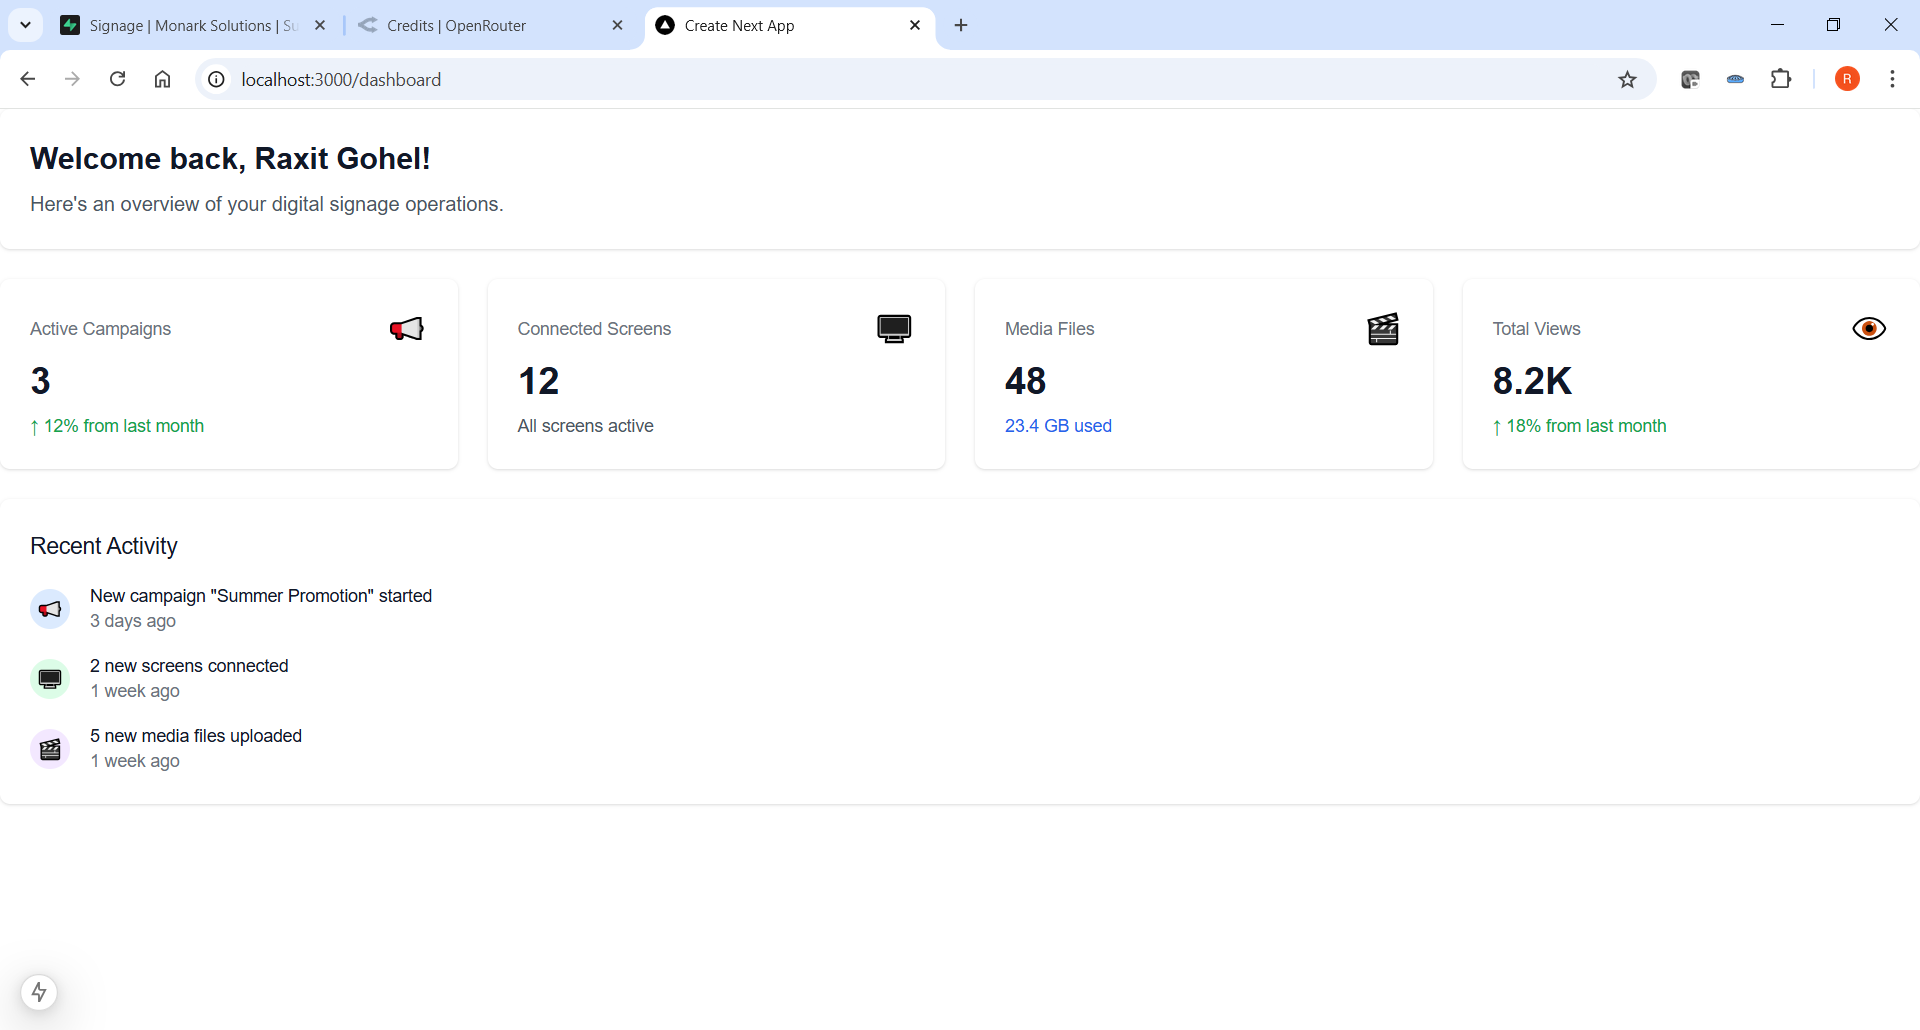 Signage | Monark Solutions | Su
Credits | OpenRouter
Create Next App
localhost:3000/dashboard
R
Welcome back, Raxit Gohel!
Here's an overview of your digital signage operations.
Active Campaigns
3
↑ 12% from last month
Connected Screens
12
All screens active
Media Files
48
23.4 GB used
Total Views
8.2K
↑ 18% from last month
Recent Activity
New campaign "Summer Promotion" started
3 days ago
2 new screens connected
1 week ago
5 new media files uploaded
1 week ago